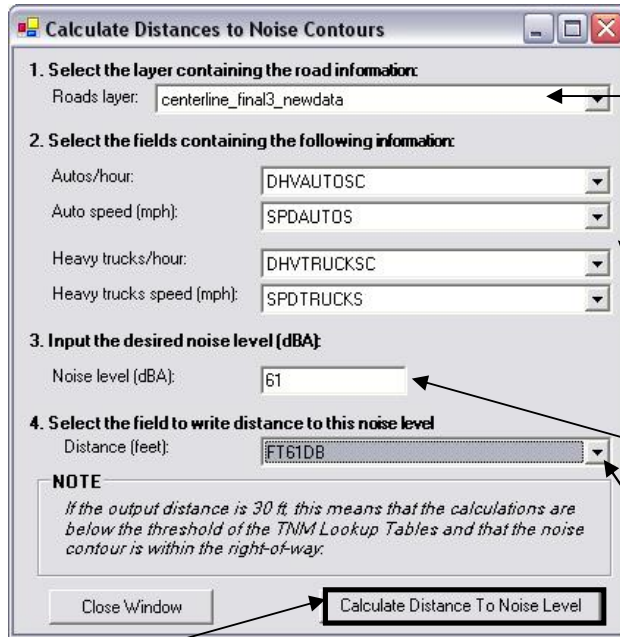 Calculate Distances to Noise Contours
1. Select the layer containing the road information:
Roads layer: centerline_final3_newdata
2. Select the fields containing the following information:
Autos/hour: DHVAUTOSC
Auto speed (mph): SPDAUTOS
Heavy trucks/hour: DHVTRUCKSC
Heavy trucks speed (mph): SPDTRUCKS
3. Input the desired noise level (dBA):
Noise level (dBA): 61
4. Select the field to write distance to this noise level
Distance (feet): FT61DB
NOTE
If the output distance is 30 ft, this means that the calculations are
below the threshold of the TNM Lookup Tables and that the noise
contour is within the right-of-way.
Close Window Calculate Distance To Noise Level